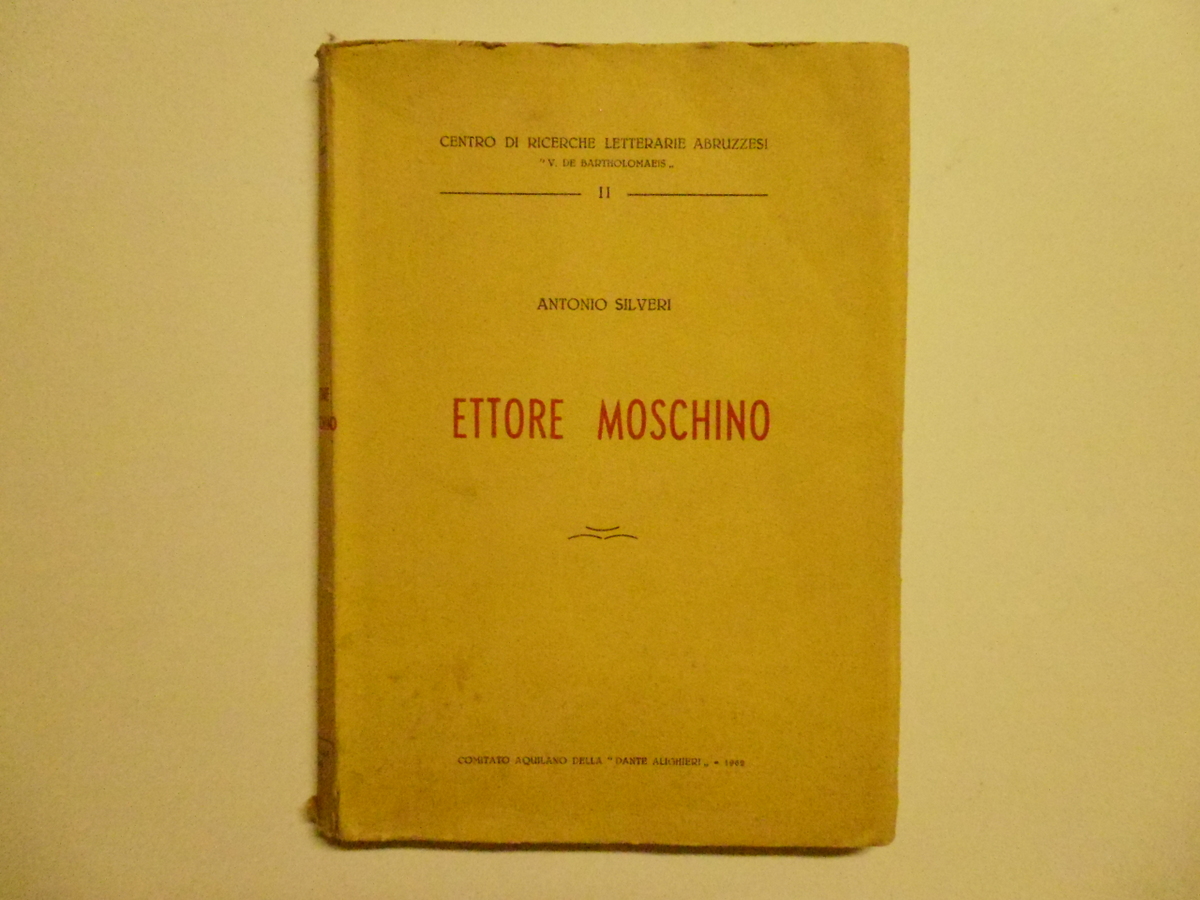 CENTRO DI RICERCHE LETTERARIE ABRUZZESI
"V. DE BARTHOLOMAEIS„
II
ANTONIO SILVERI
ETTORE MOSCHINO
COMITATO AQUILANO DELLA "DANTE ALIGHIERI„ -